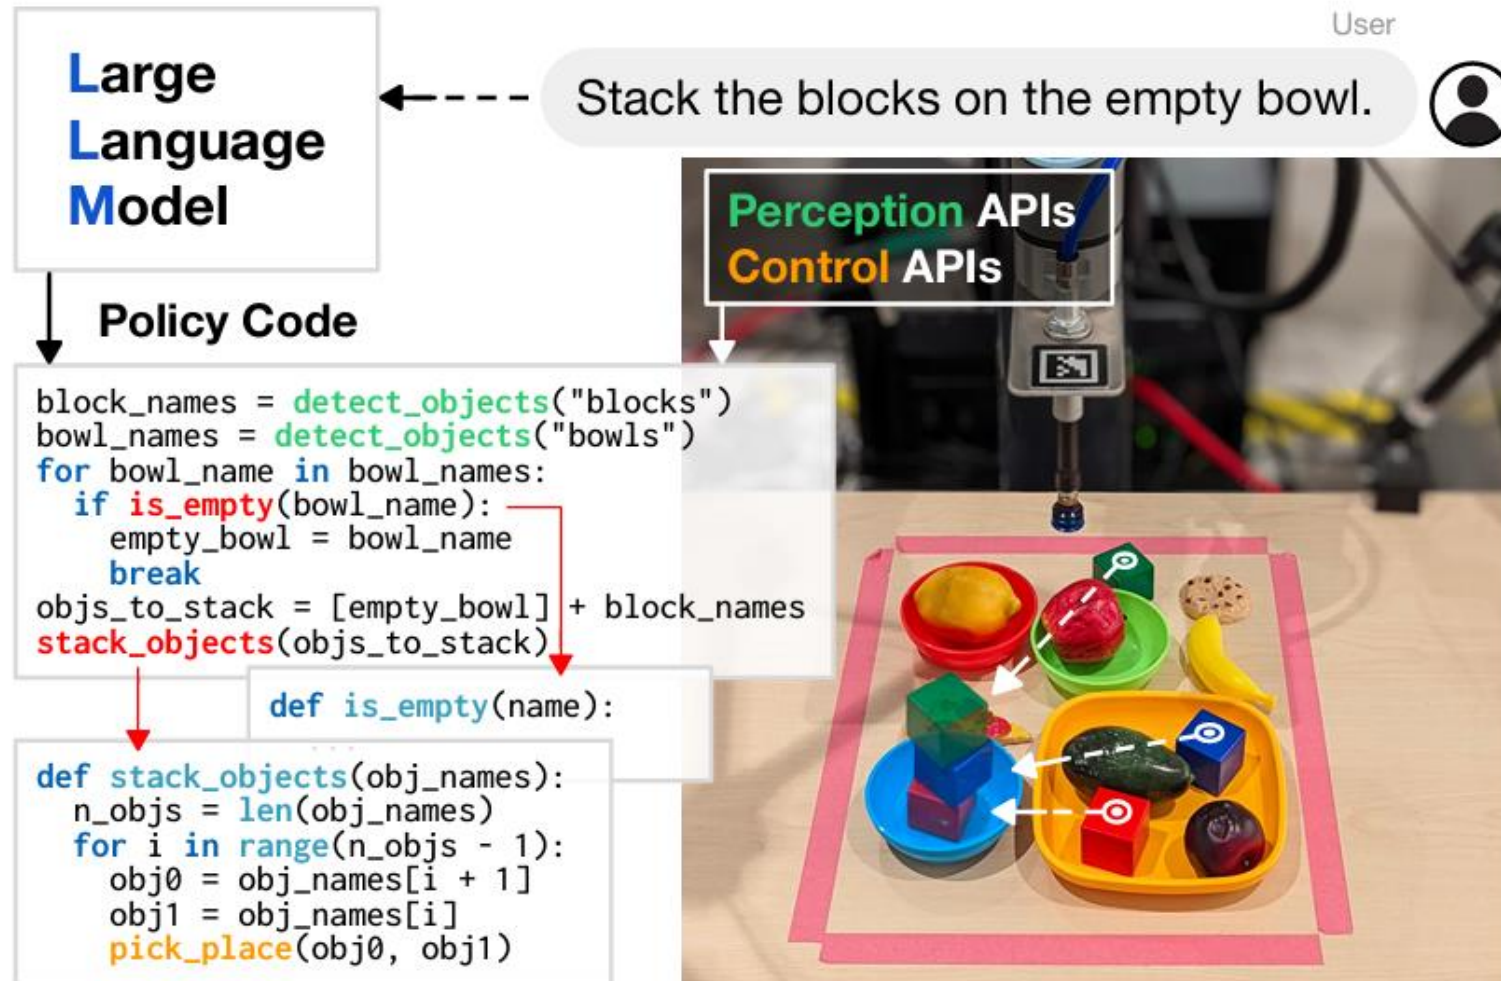 User
Large
Language
Model
Stack the blocks on the empty bowl.
Perception APIs
Control APIs
Policy Code
block_names = detect_objects("blocks")
bowl_names = detect_objects("bowls")
for bowl_name in bowl_names:
  if is_empty(bowl_name):
    empty_bowl = bowl_name
    break
objs_to_stack = [empty_bowl] + block_names
stack_objects(objs_to_stack)
def is_empty(name):
...
def stack_objects(obj_names):
  n_objs = len(obj_names)
  for i in range(n_objs - 1):
    obj0 = obj_names[i + 1]
    obj1 = obj_names[i]
    pick_place(obj0, obj1)